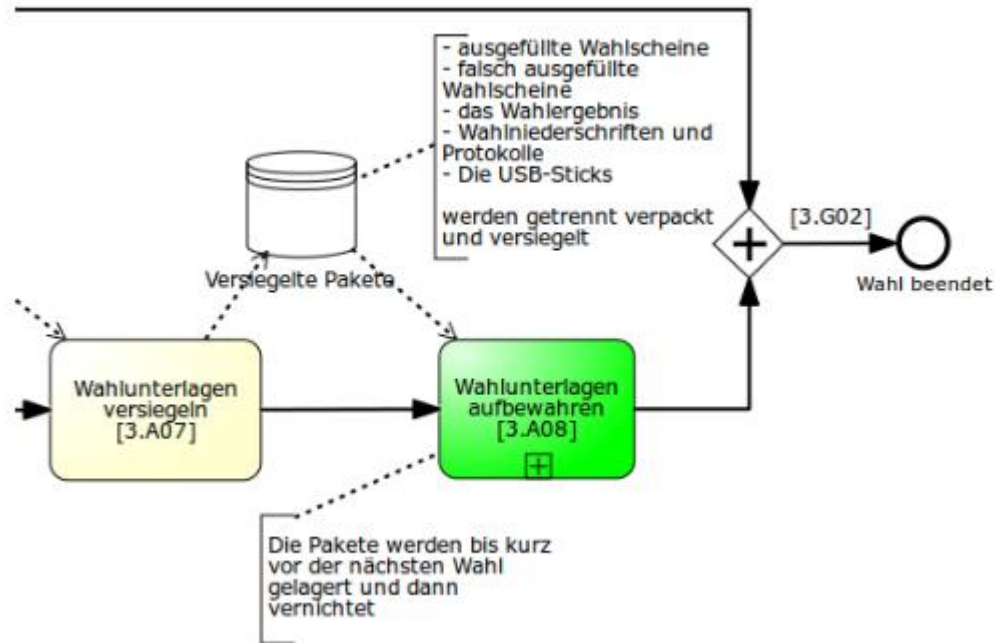 - ausgefüllte Wahlscheine
- falsch ausgefüllte
Wahlscheine
- das Wahlergebnis
- Wahlniederschriften und
Protokolle
- Die USB-Sticks
werden getrennt verpackt
und versiegelt
[3.G02]
Versiegelte Pakete
Wahl beendet
Wahlunterlagen
versiegeln
[3.A07]
Wahlunterlagen
aufbewahren
[3.A08]
Die Pakete werden bis kurz
vor der nächsten Wahl
gelagert und dann
vernichtet